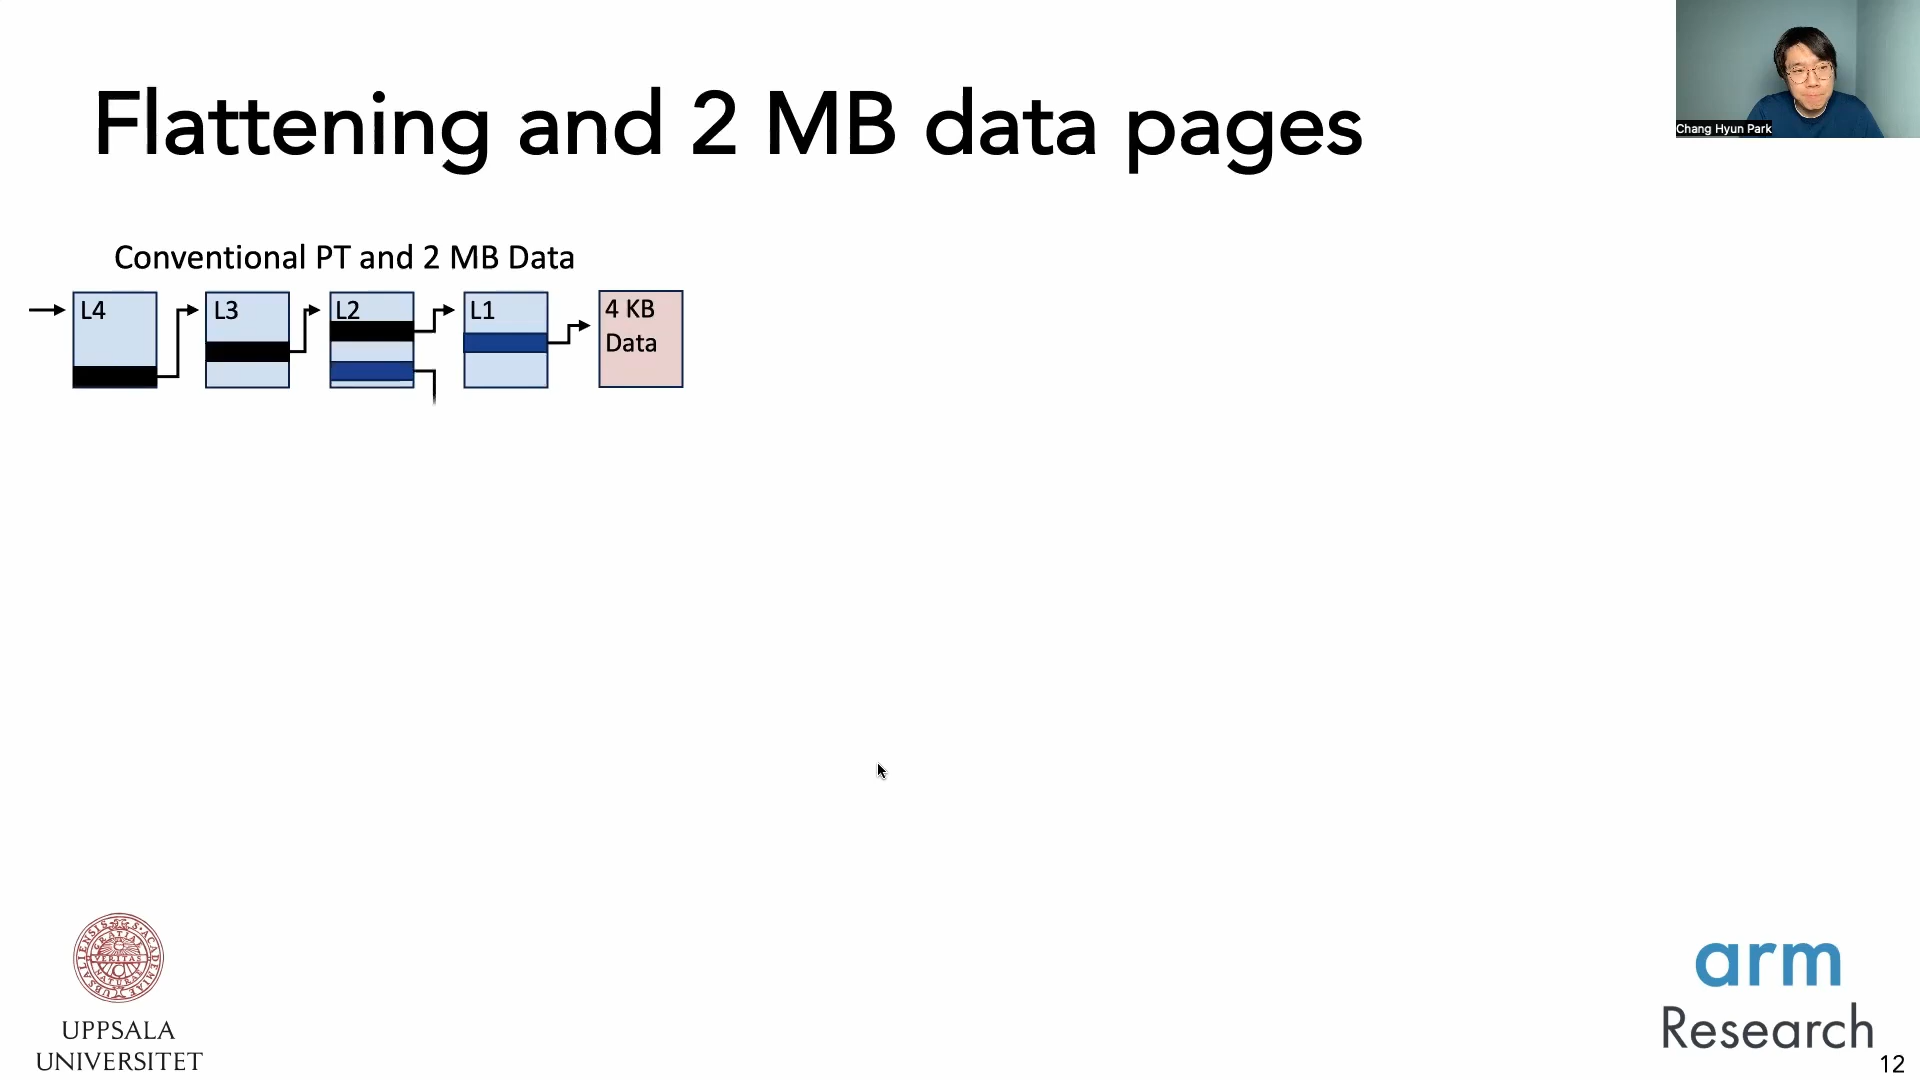 Flattening and 2 MB data pages
Chang Hyun Park
Conventional PT and 2 MB Data
L4
L3
L2
L1
4 KB
Data
UPPSALA
UNIVERSITET
arm
Research
12